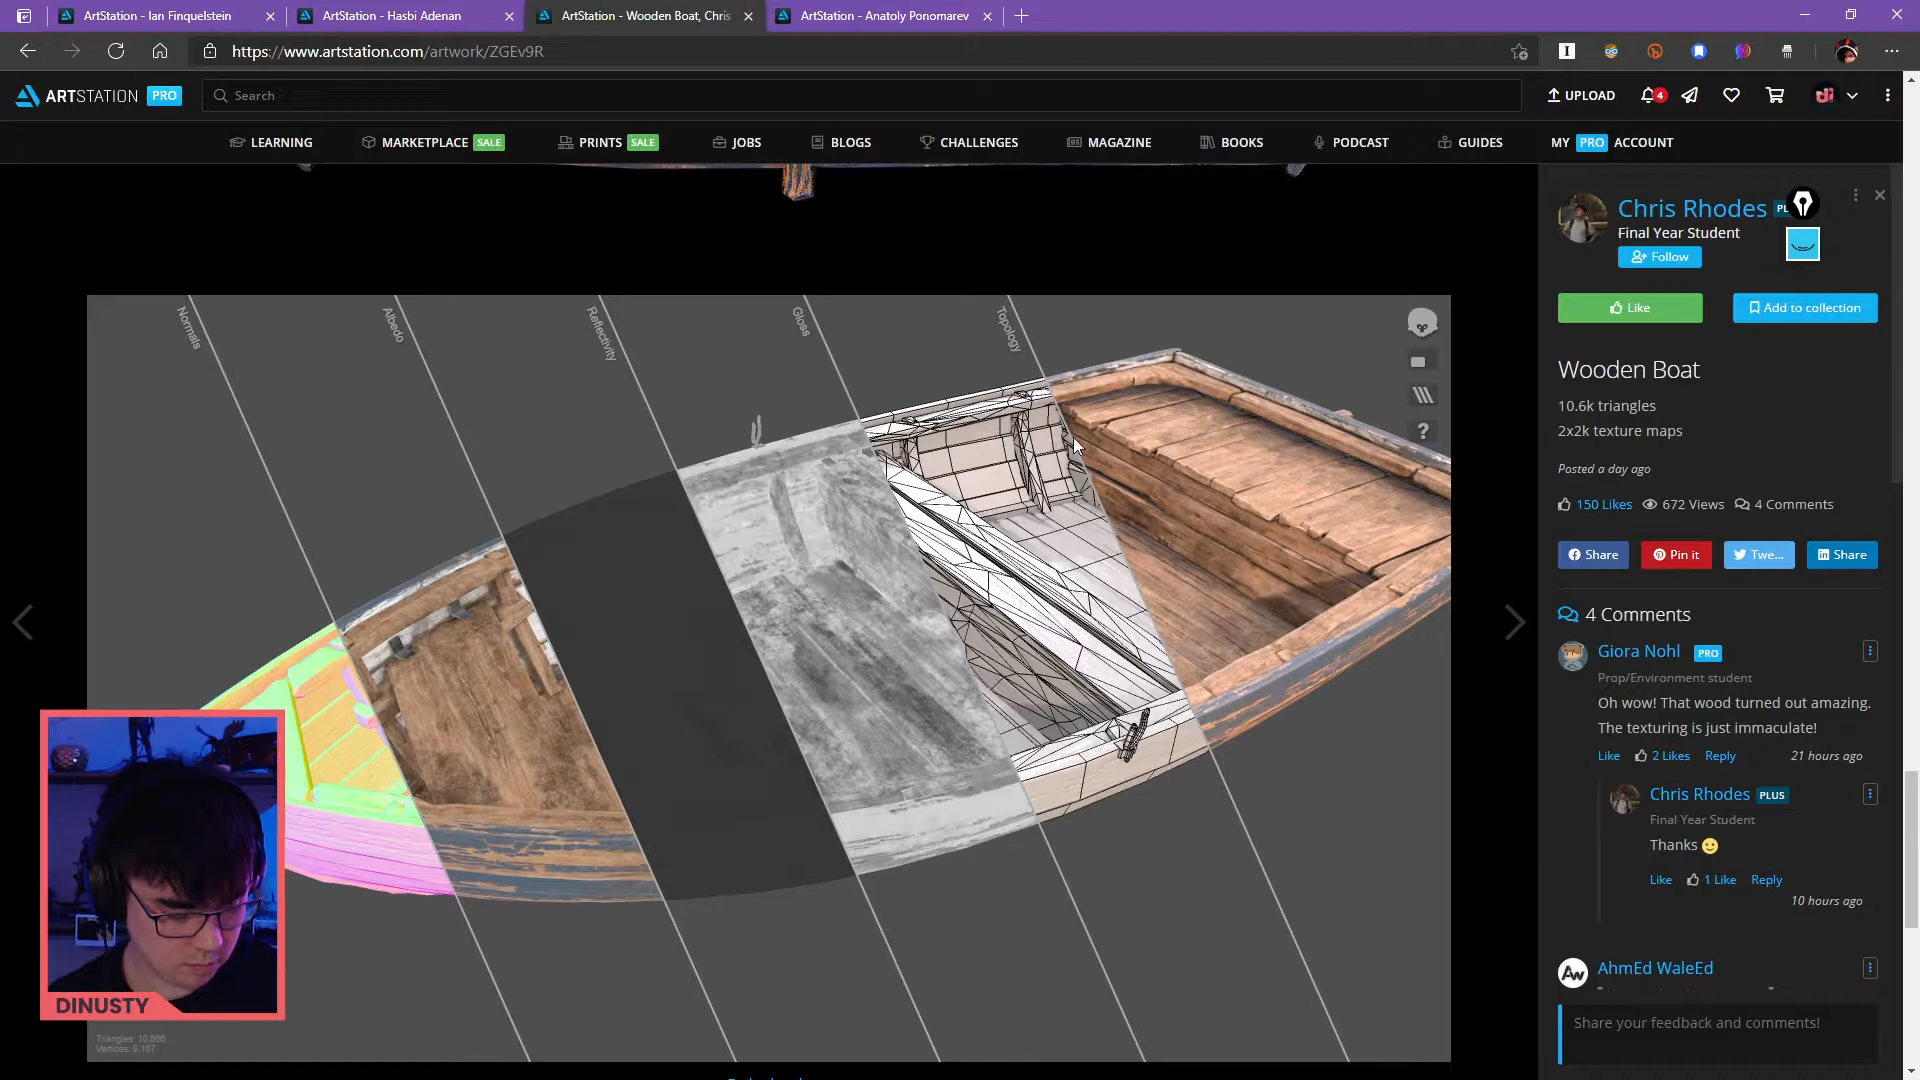 ArtStation - Ian Finquelstein
ArtStation - Hasbi Adenan
ArtStation - Wooden Boat, Chris
ArtStation - Anatoly Ponomarev
https://www.artstation.com/artwork/ZGEv9R
ARTSTATION PRO
Search
UPLOAD
4
LEARNING
MARKETPLACE SALE
PRINTS SALE
JOBS
BLOGS
CHALLENGES
MAGAZINE
BOOKS
PODCAST
GUIDES
MY PRO ACCOUNT
Normals
Albedo
Reflectivity
Gloss
Topology
?
DINUSTY
Vertices: 9,167
Chris Rhodes
Final Year Student
Follow
Like
Add to collection
Wooden Boat
10.6k triangles
2x2k texture maps
Posted a day ago
150 Likes 672 Views 4 Comments
Share
Pin it
Twe...
Share
4 Comments
Giora Nohl PRO
Prop/Environment student
Oh wow! That wood turned out amazing.
The texturing is just immaculate!
Like 2 Likes Reply 21 hours ago
Chris Rhodes PLUS
Final Year Student
Thanks
Like 1 Like Reply
10 hours ago
Aw
AhmEd WaleEd
Share your feedback and comments!